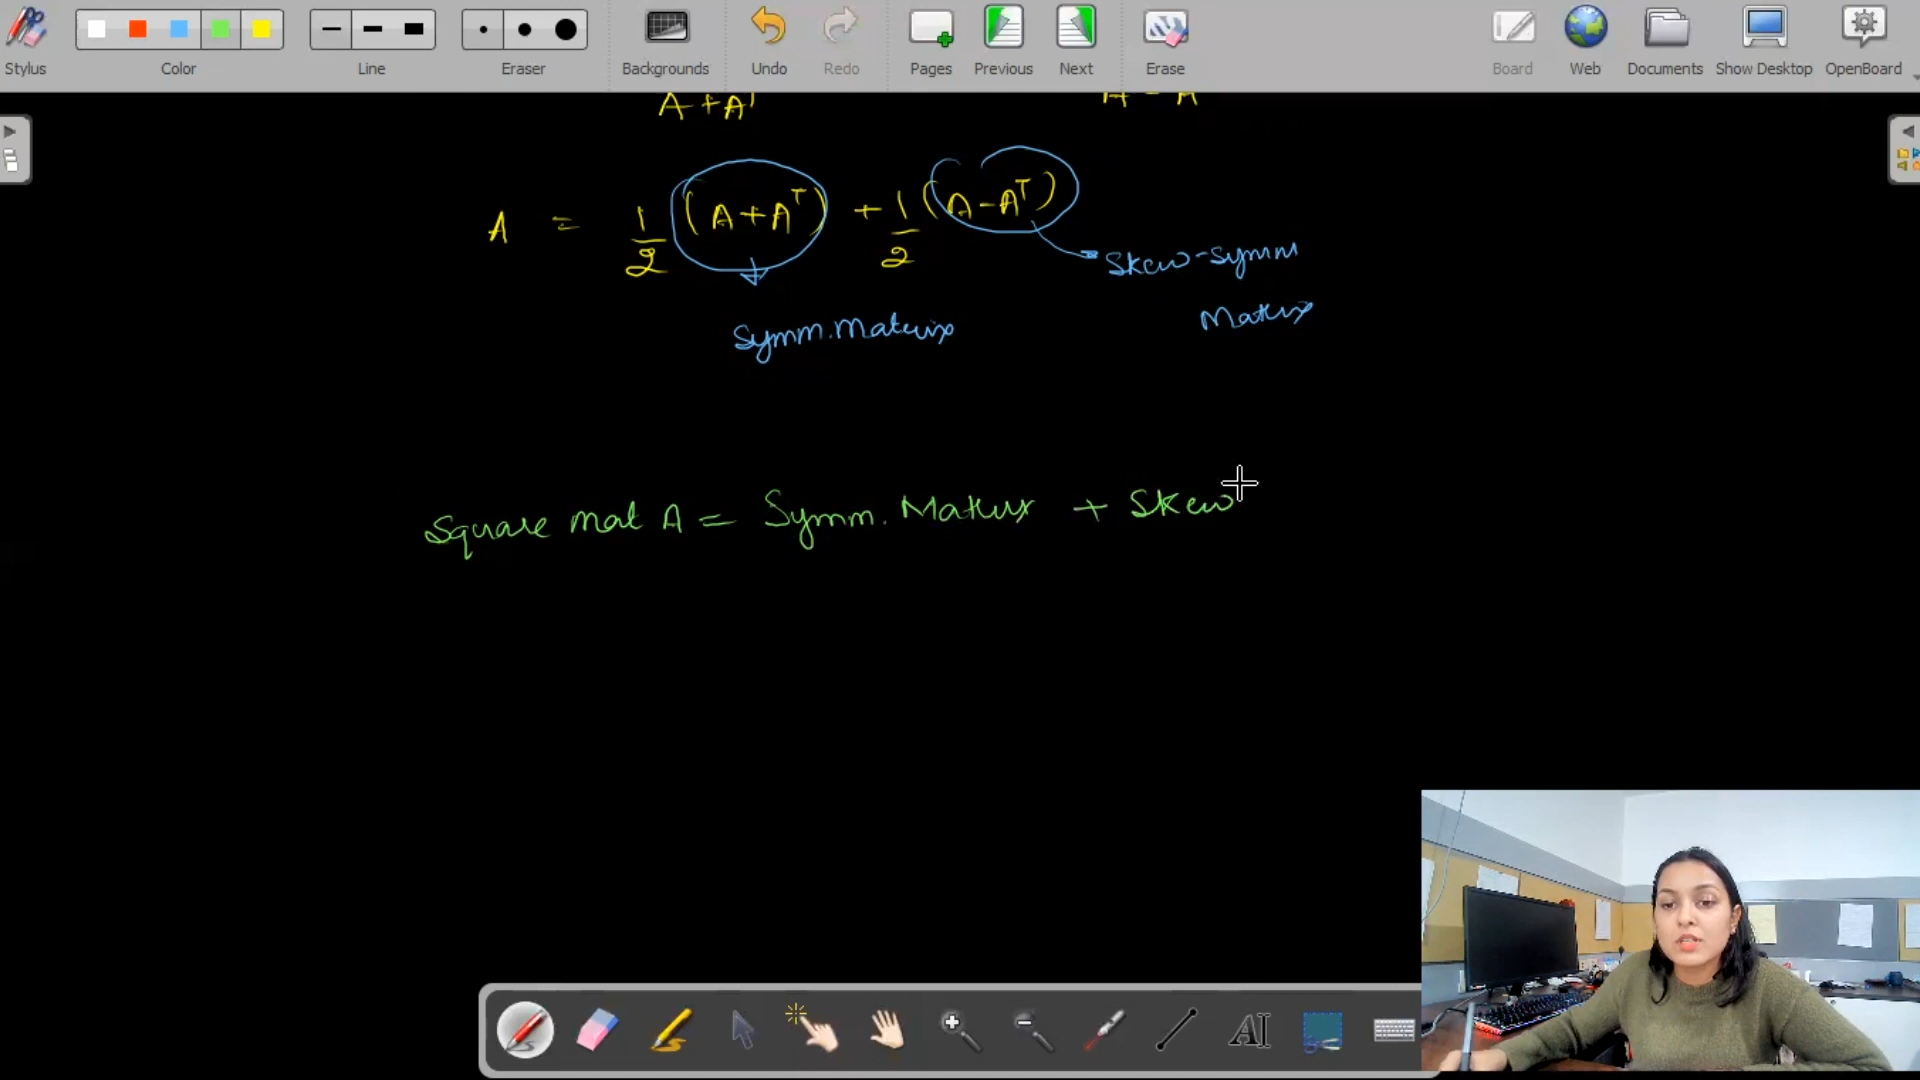 Stylus Color Line Eraser Backgrounds Undo Redo Pages Previous Next Erase Board Web Documents Show Desktop OpenBoard
A + A'
A = 1/2 (A + A^T) + 1/2 (A - A^T)
Skew-Symm
Symm. Matrix
Matrix
Square mat A = Symm. Matrix + Skew
AI